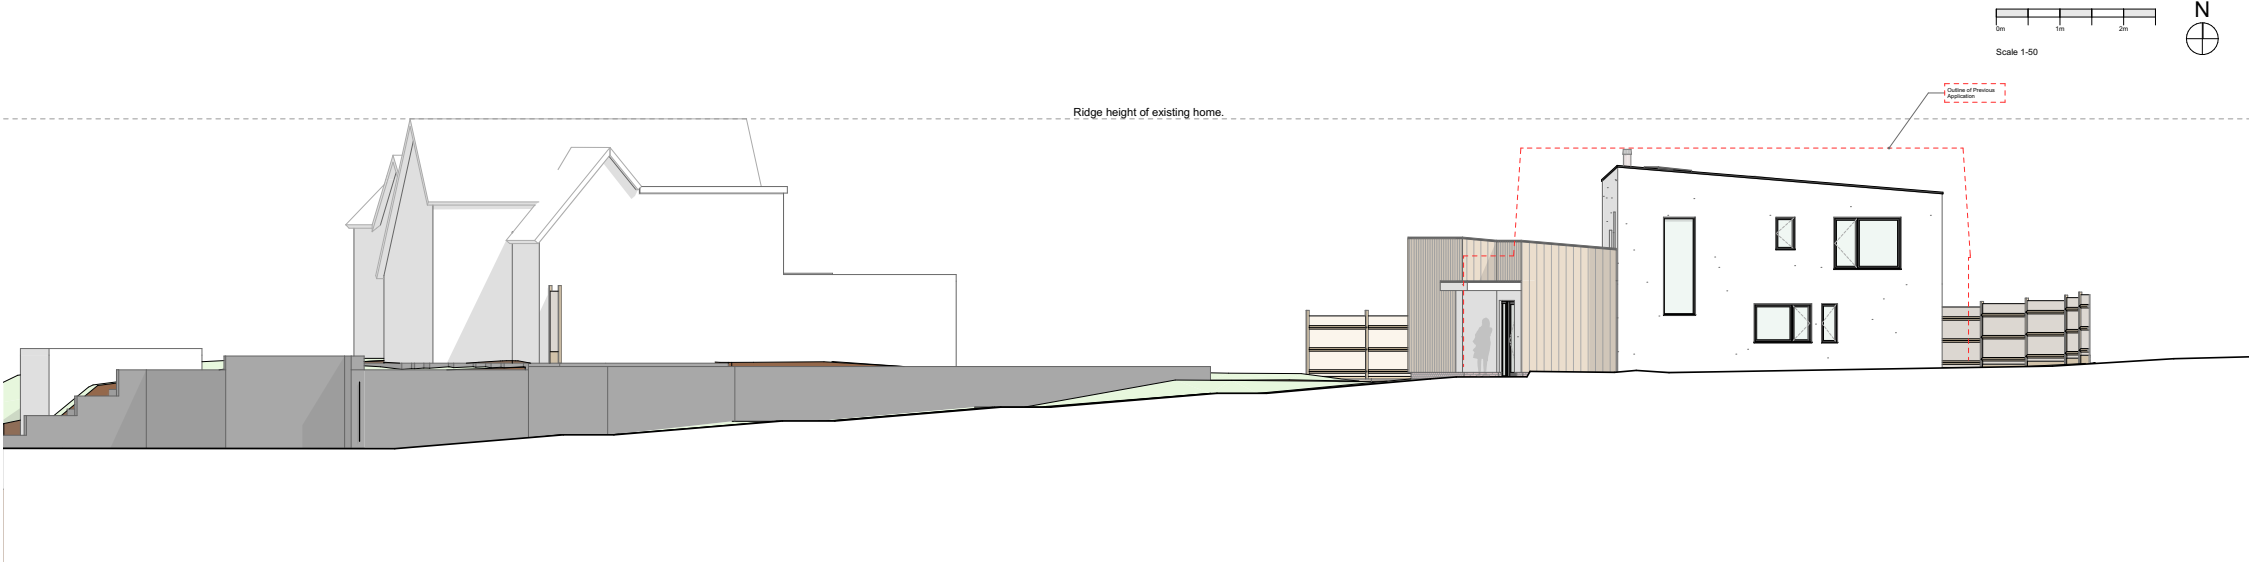 N
0m 1m 2m
Scale 1-50
Outline of Previous
Application
Ridge height of existing home.